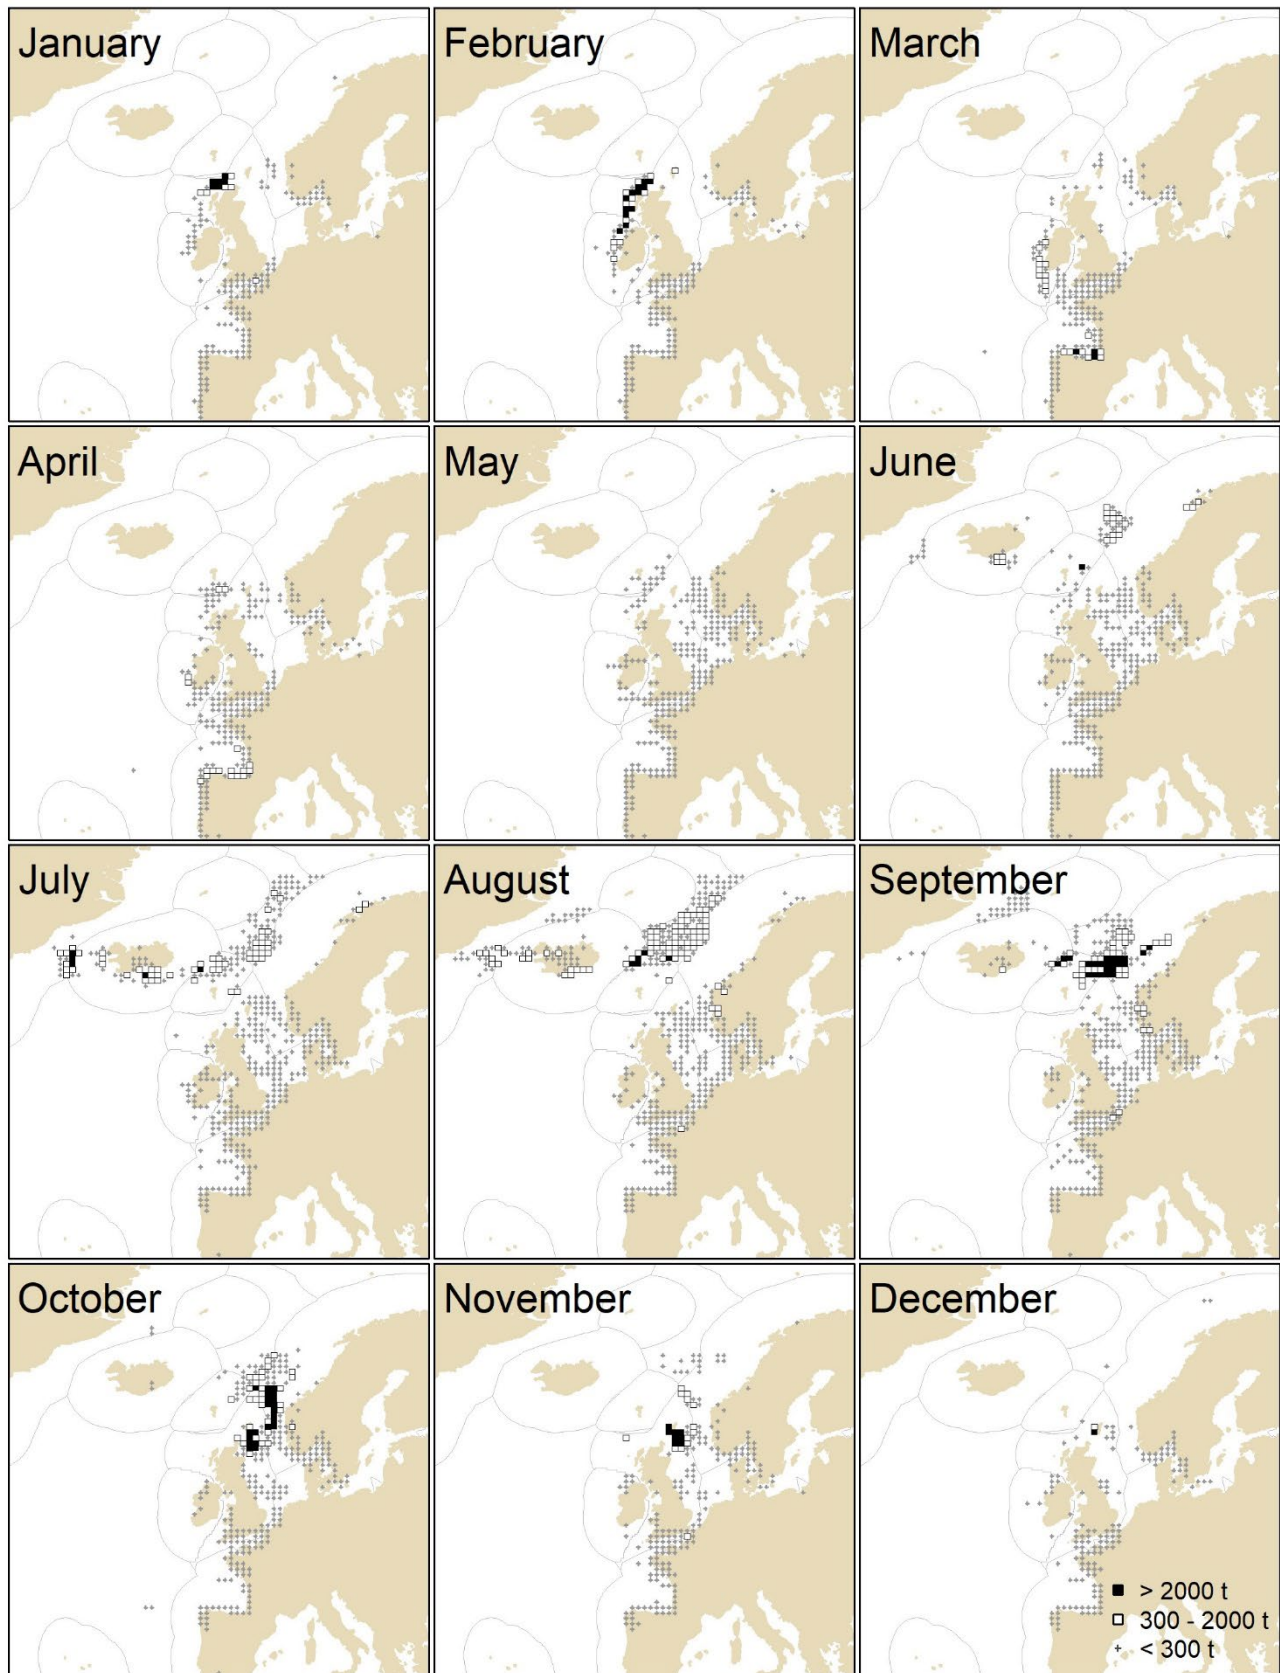 January
February
March
April
May
June
July
August
September
October
November
December
> 2000 t
300 - 2000 t
< 300 t